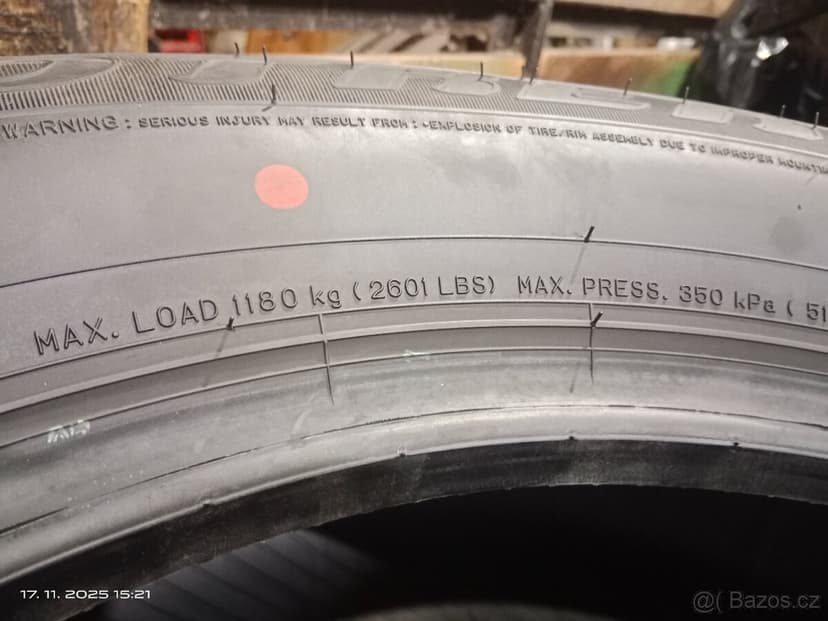 WARNING : SERIOUS INJURY MAY RESULT FROM : •EXPLOSION OF TIRE/RIM ASSEMBLY DUE TO IMPROPER MOUNTIN
MAX. LOAD 1180 kg (2601 LBS) MAX. PRESS. 350 kPa ( 51
17. 11. 2025 15:21
@( Bazos.cz